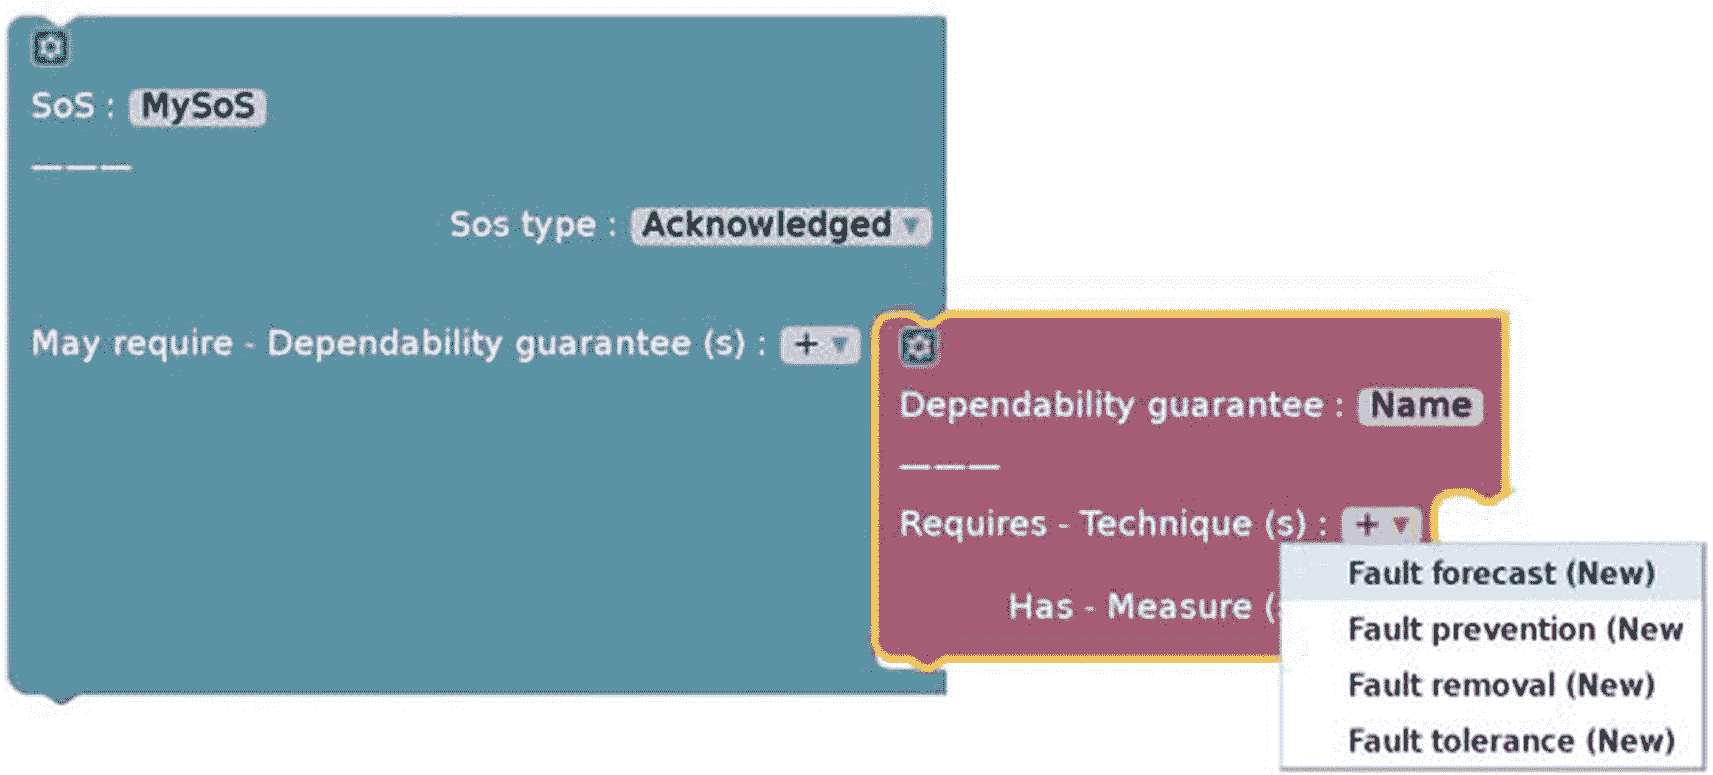 SoS : MySoS
———
Sos type : Acknowledged ▼
May require - Dependability guarantee (s) : + ▼
Dependability guarantee : Name
———
Requires - Technique (s) : + ▼
Has - Measure (
Fault forecast (New)
Fault prevention (New
Fault removal (New)
Fault tolerance (New)